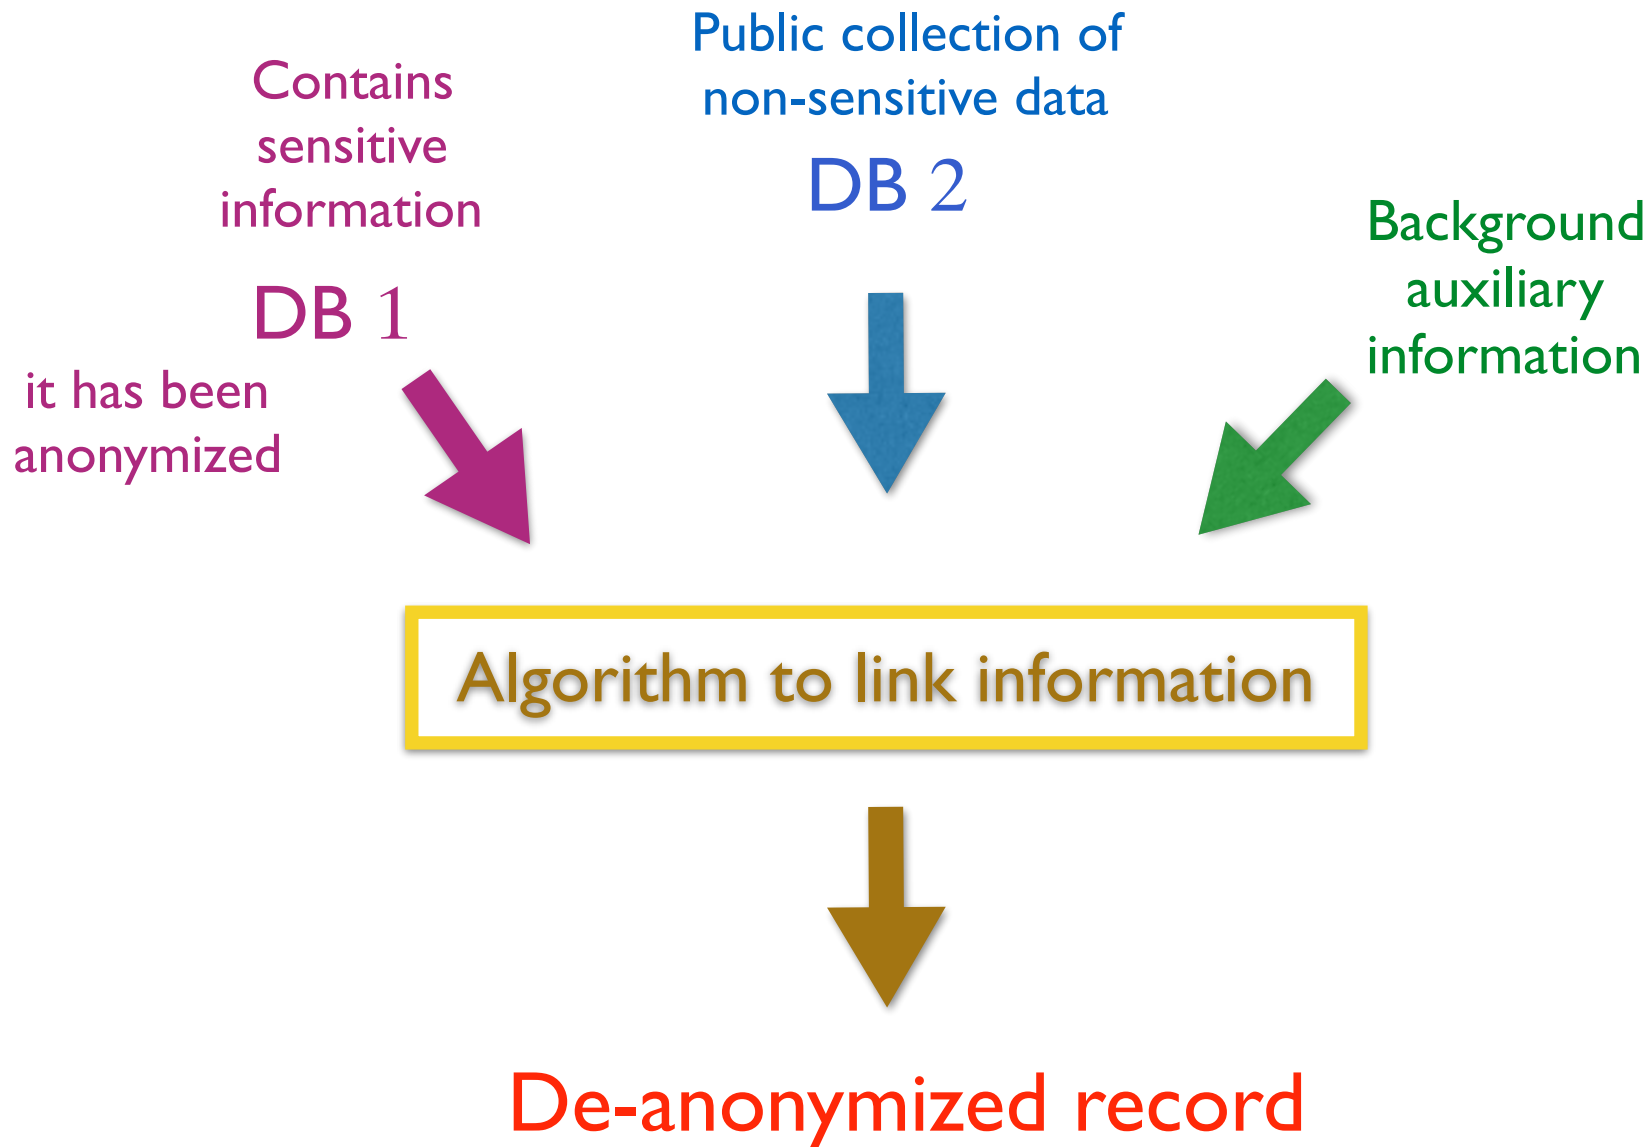 Contains
sensitive
information
DB 1
it has been
anonymized
Public collection of
non-sensitive data
DB 2
Background
auxiliary
information
Algorithm to link information
De-anonymized record